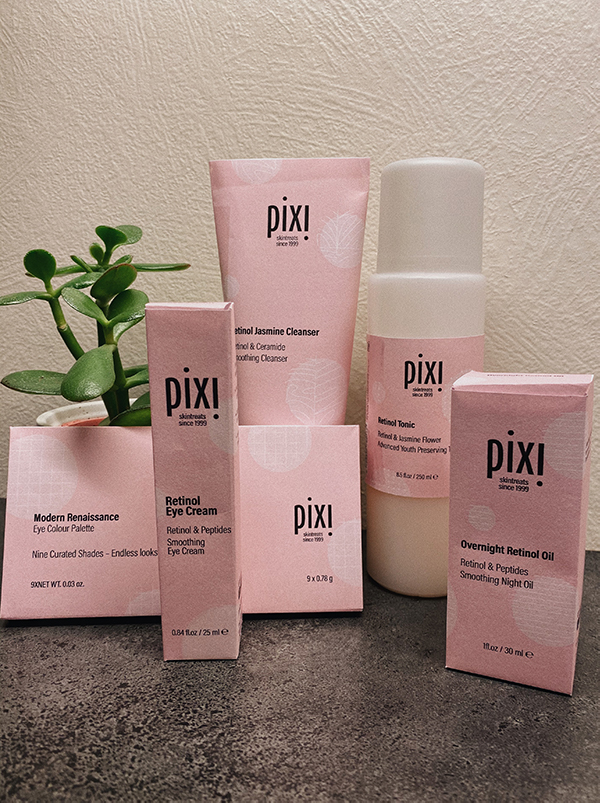 pixi
skintreats
since 1999
etinol Jasmine Cleanser
etinol & Ceramide
oothing Cleanser
pixi
skintreats
since 1999
Retinol Tonic
Retinol & Jasmine Flower
Advanced Youth Preserving
8.5 fl.oz / 250 ml ℮
pixi
skintreats
since 1999
Retinol
Eye Cream
Retinol & Peptides
Smoothing
Eye Cream
0.84 fl.oz / 25 ml ℮
Modern Renaissance
Eye Colour Palette
Nine Curated Shades – Endless looks
9XNET WT. 0.03 oz.
pixi
skintreats
since 1999
9 x 0.78 g
pixi
skintreats
since 1999
Overnight Retinol Oil
Retinol & Peptides
Smoothing Night Oil
1fl.oz / 30 ml ℮